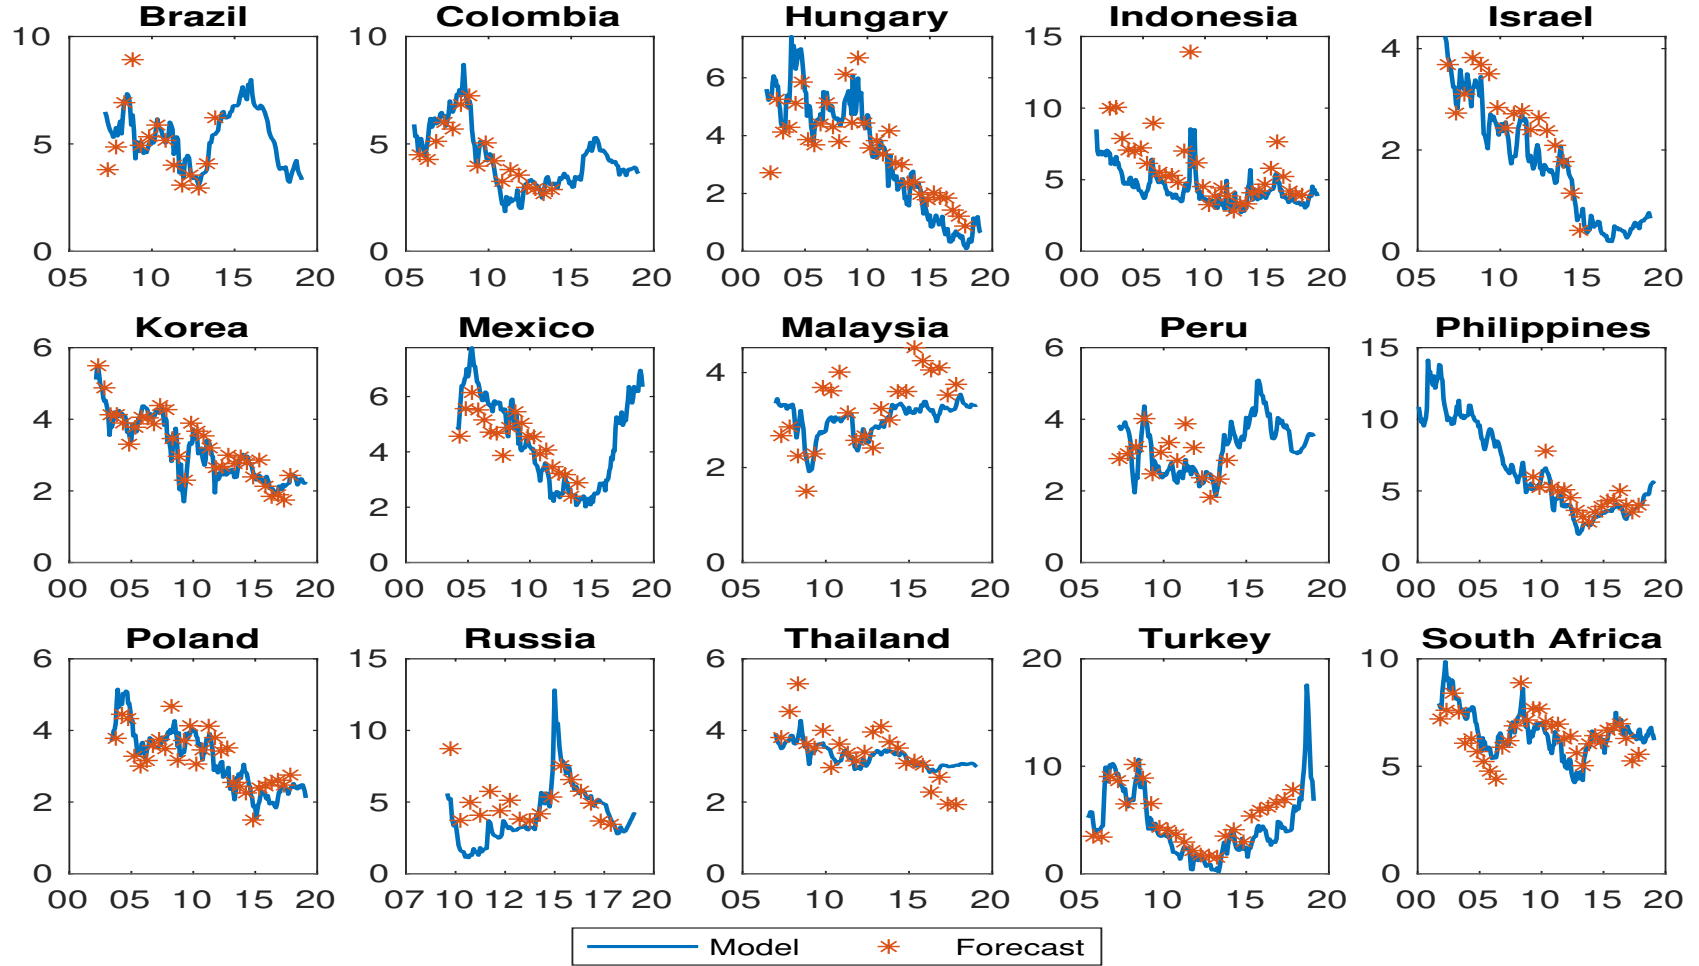 Brazil Colombia Hungary Indonesia Israel
10 10 6 15 4
5 5 4 10 2
0 0 2 5 0
0 0
05 10 15 20 05 10 15 20 00 05 10 15 20 00 05 10 15 20 05 10 15 20
Korea Mexico Malaysia Peru Philippines
6 6 4 6 15
4 4 2 4 10
2 2 0 2 5
0 0 0 0
00 05 10 15 20 00 05 10 15 20 05 10 15 20 05 10 15 20 00 05 10 15 20
Poland Russia Thailand Turkey South Africa
6 15 6 20 10
4 10 4 10 5
2 5 2 0 0
0 0 0
00 05 10 15 20 07 10 12 15 17 20 05 10 15 20 05 10 15 20 00 05 10 15 20
Model Forecast